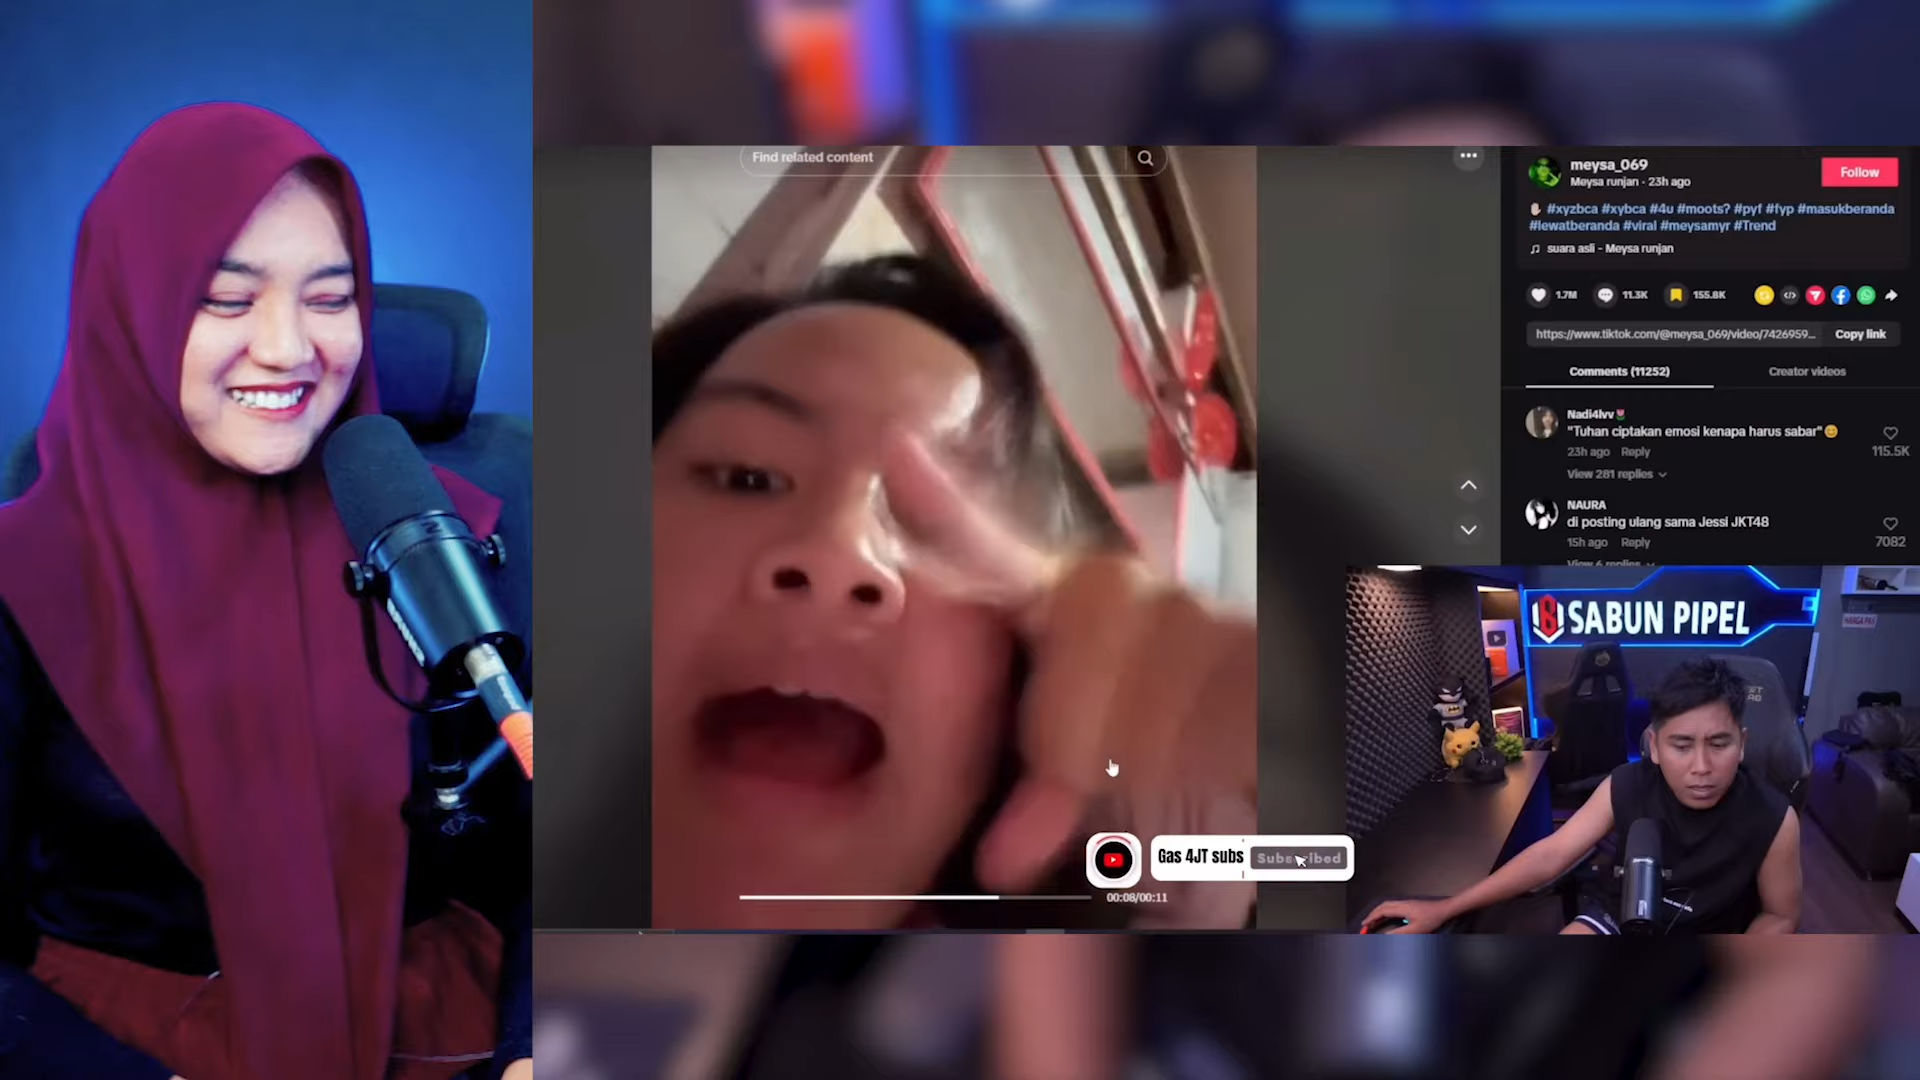 Find related content
meysa_069
Meysa runjan · 23h ago
Follow
✋🏻 #xyzbca #xybca #4u #moots? #pyf #fyp #masukberanda
#lewatberanda #viral #meysamyr #Trend
♫ suara asli - Meysa runjan
1.7M
11.3K
155.8K
https://www.tiktok.com/@meysa_069/video/7426959...
Copy link
Comments (11252)
Creator videos
Nadi4lvv🌷
"Tuhan ciptakan emosi kenapa harus sabar"😊
23h ago Reply
115.5K
View 281 replies
NAURA
di posting ulang sama Jessi JKT48
15h ago Reply
7082
View 6 replies
SABUN PIPEL
Gas 4JT subs
Subscribed
00:08/00:11